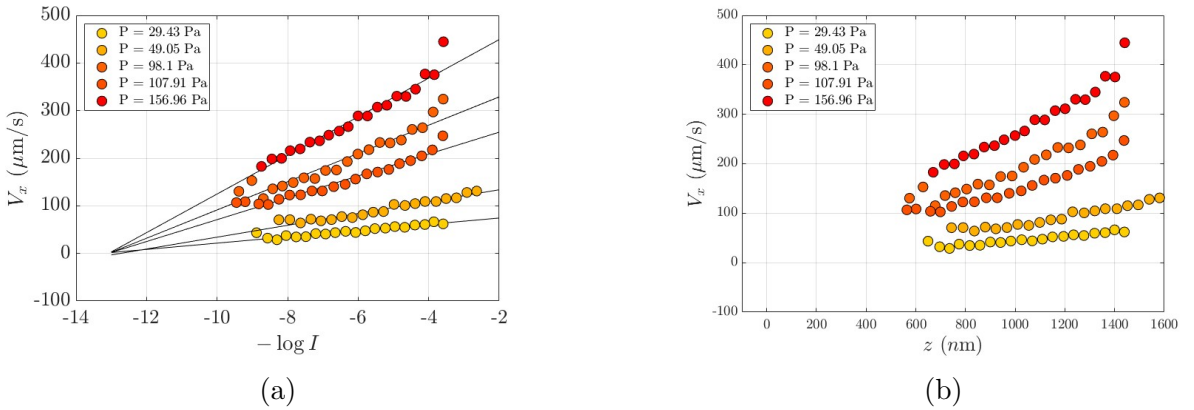 500
400
300
200
100
0
-100
V_x (μm/s)
P = 29.43 Pa
P = 49.05 Pa
P = 98.1 Pa
P = 107.91 Pa
P = 156.96 Pa
-14 -12 -10 -8 -6 -4 -2
− log I
(a)
500
400
300
200
100
0
-100
V_x (μm/s)
P = 29.43 Pa
P = 49.05 Pa
P = 98.1 Pa
P = 107.91 Pa
P = 156.96 Pa
0 200 400 600 800 1000 1200 1400 1600
z (nm)
(b)